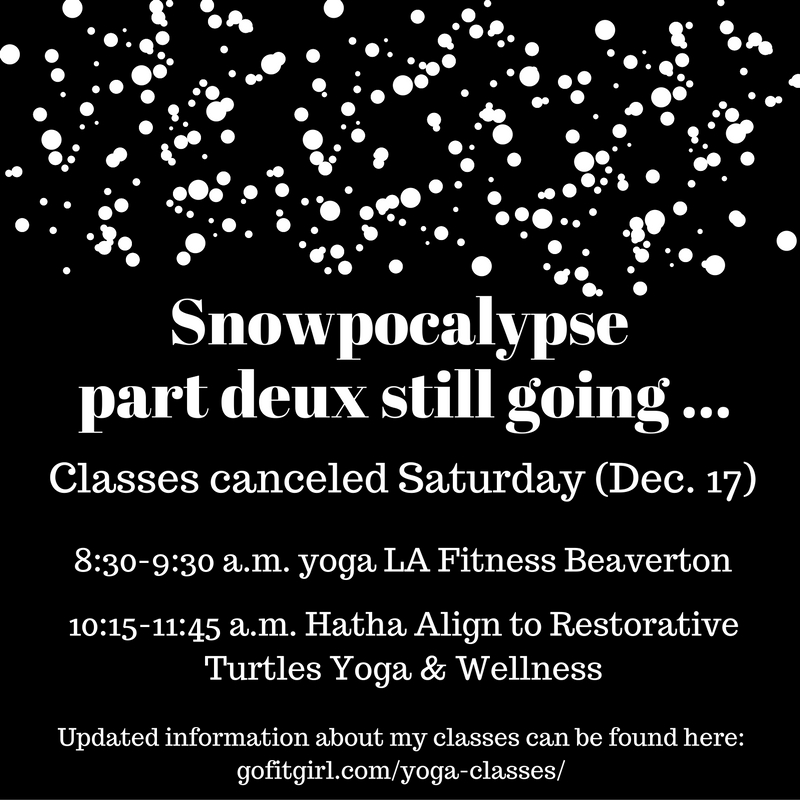 Snowpocalypse
part deux still going ...
Classes canceled Saturday (Dec. 17)
8:30-9:30 a.m. yoga LA Fitness Beaverton
10:15-11:45 a.m. Hatha Align to Restorative
Turtles Yoga & Wellness
Updated information about my classes can be found here:
gofitgirl.com/yoga-classes/